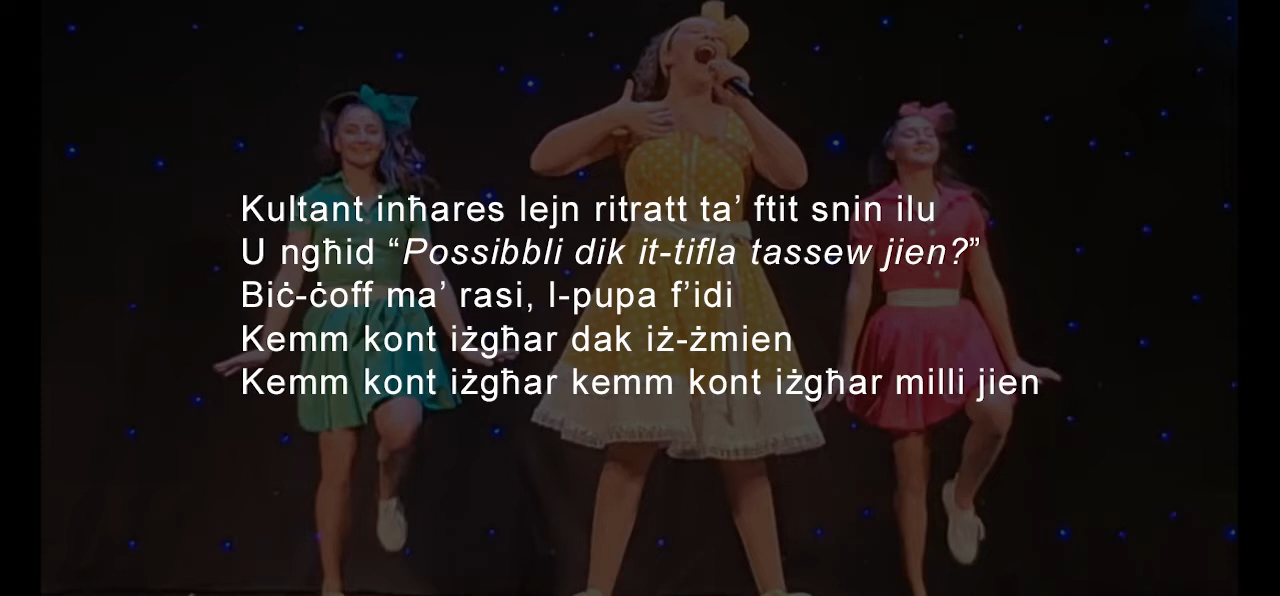 Kultant inħares lejn ritratt ta’ ftit snin ilu
U ngħid “Possibbli dik it-tifla tassew jien?”
Biċ-ċoff ma’ rasi, l-pupa f’idi
Kemm kont iżgħar dak iż-żmien
Kemm kont iżgħar kemm kont iżgħar milli jien